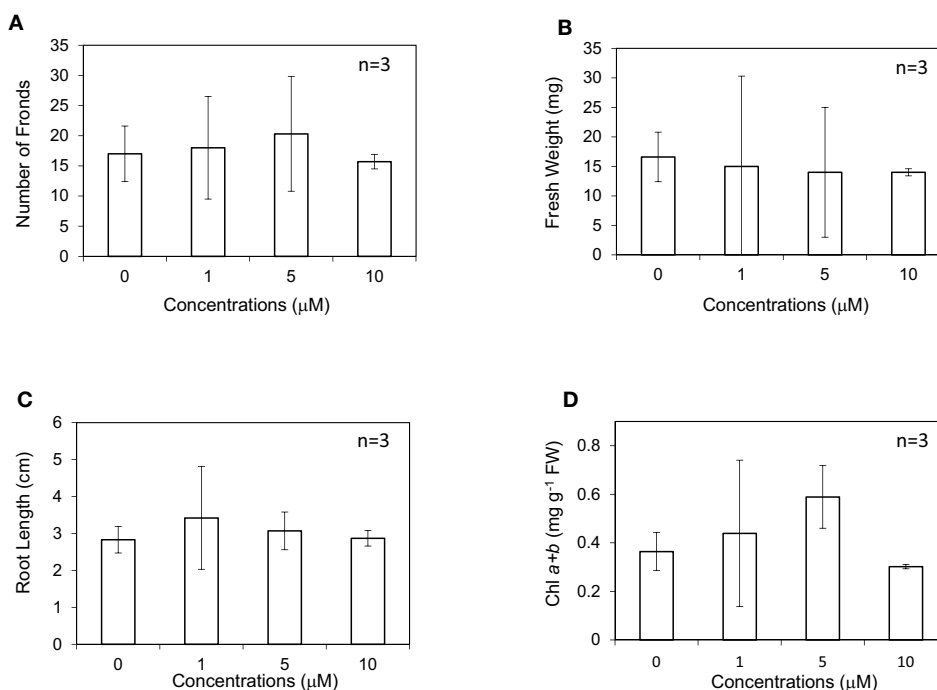 A
Number of Fronds
35
30
25
20
15
10
5
0
n=3
0 1 5 10
Concentrations (μM)
B
Fresh Weight (mg)
35
30
25
20
15
10
5
0
n=3
0 1 5 10
Concentrations (μM)
C
Root Length (cm)
6
5
4
3
2
1
0
n=3
0 1 5 10
Concentrations (μM)
D
Chl a+b (mg g-1 FW)
0.8
0.6
0.4
0.2
0
n=3
0 1 5 10
Concentrations (μM)